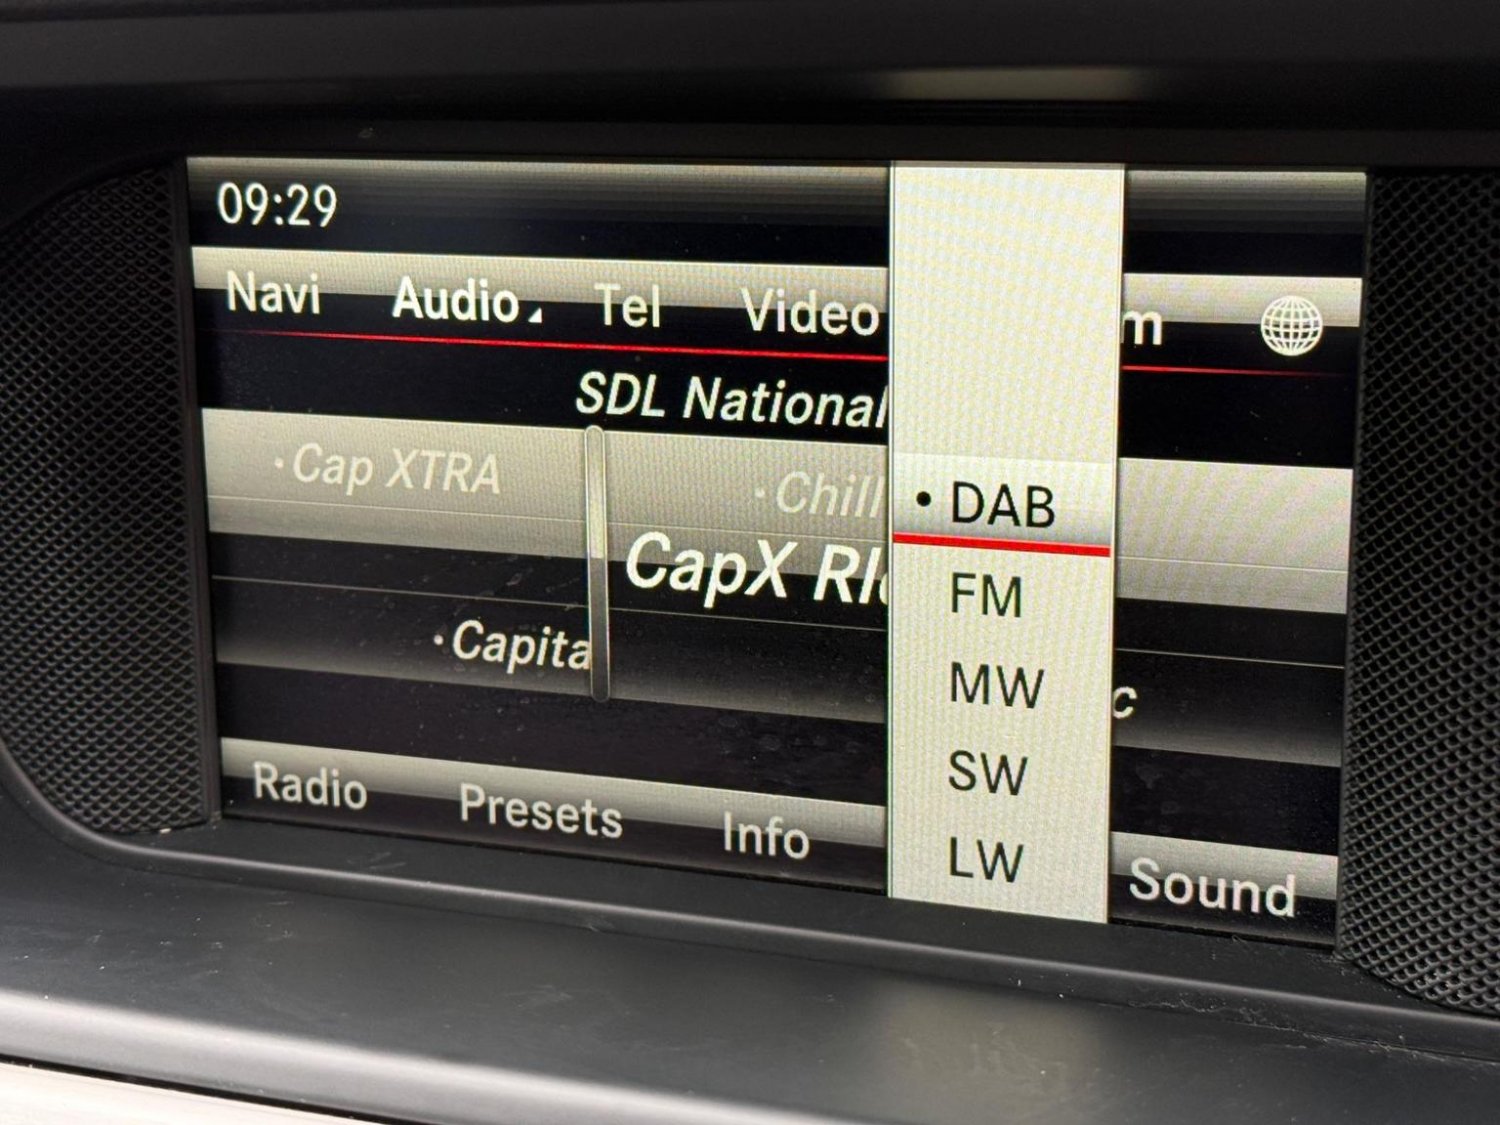 09:29
Navi Audio Tel Video m
SDL National
· Cap XTRA · Chill
CapX
· Capita
c
• DAB
FM
MW
SW
LW
Radio Presets Info Sound